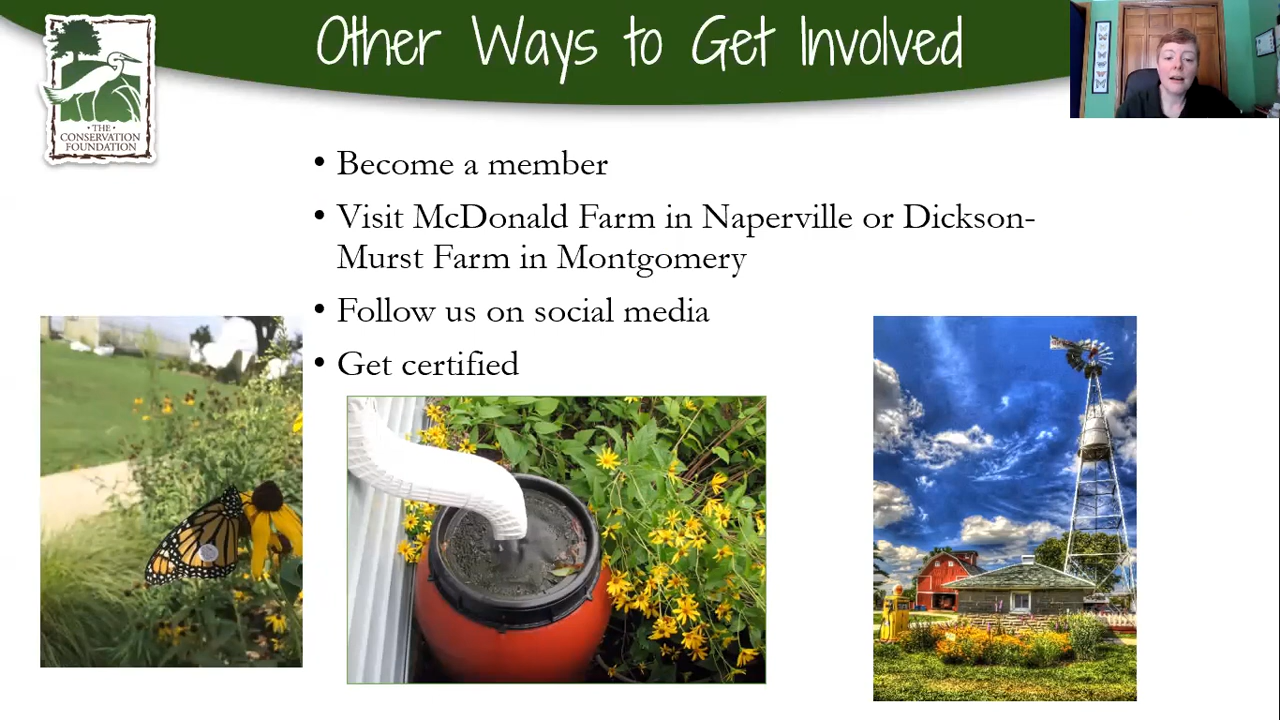 Other Ways to Get Involved
• THE •
CONSERVATION
FOUNDATION
• Become a member
• Visit McDonald Farm in Naperville or Dickson-
Murst Farm in Montgomery
• Follow us on social media
• Get certified